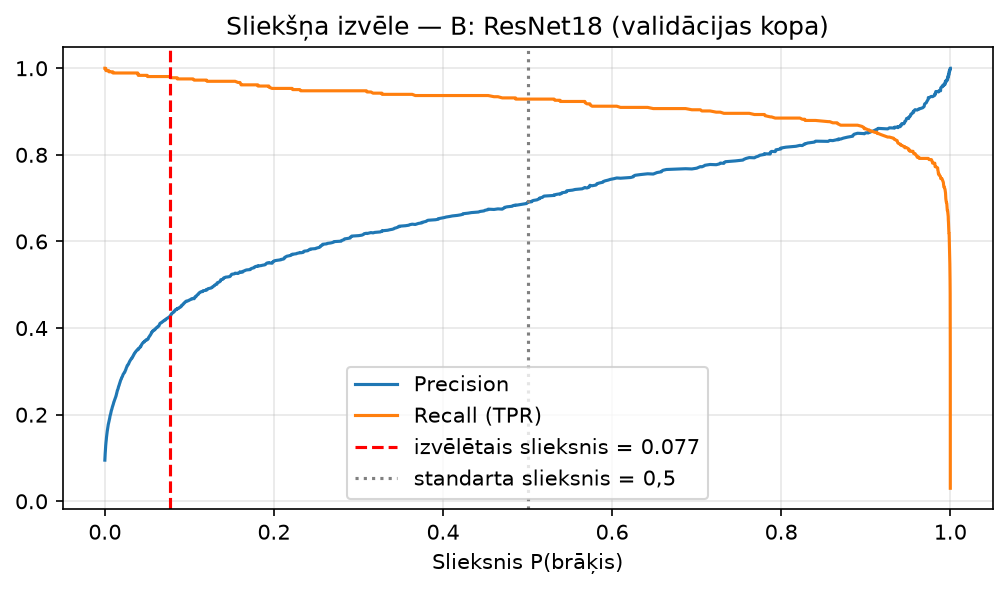 Sliekšņa izvēle — B: ResNet18 (validācijas kopa)
1.0
0.8
0.6
0.4
0.2
0.0
Precision
Recall (TPR)
izvēlētais slieksnis = 0.077
standarta slieksnis = 0,5
0.0 0.2 0.4 0.6 0.8 1.0
Slieksnis P(brāķis)